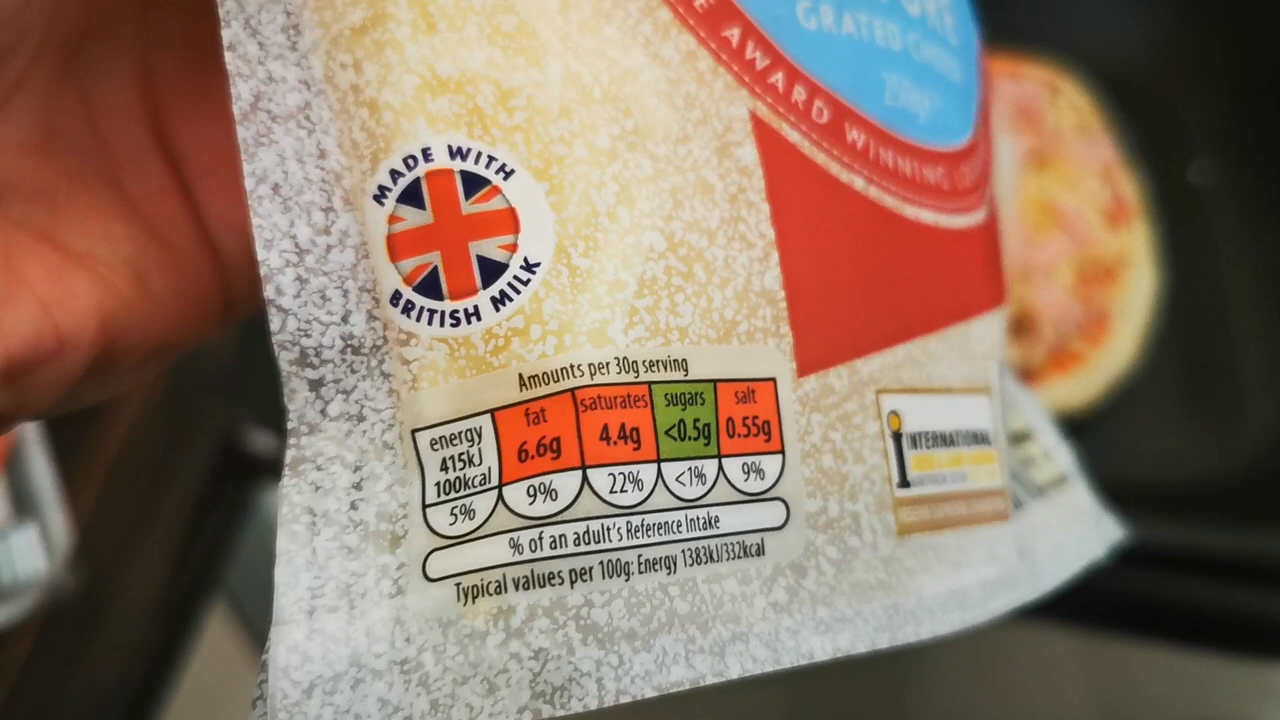 GRATED
AWARD WINNING
MADE WITH
BRITISH MILK
Amounts per 30g serving
energy
415kJ
100kcal
5%
fat
6.6g
9%
saturates
4.4g
22%
sugars
<0.5g
<1%
salt
0.55g
9%
% of an adult's Reference Intake
Typical values per 100g: Energy 1383kJ/332kcal
INTERNATIONAL